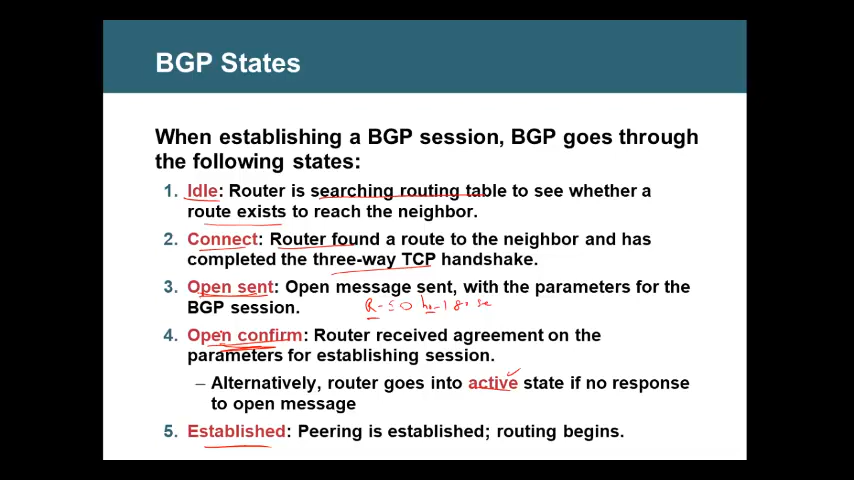 BGP States
When establishing a BGP session, BGP goes through
the following states:
1. Idle: Router is searching routing table to see whether a
route exists to reach the neighbor.
2. Connect: Router found a route to the neighbor and has
completed the three-way TCP handshake.
3. Open sent: Open message sent, with the parameters for the
BGP session.
4. Open confirm: Router received agreement on the
parameters for establishing session.
– Alternatively, router goes into active state if no response
to open message
5. Established: Peering is established; routing begins.